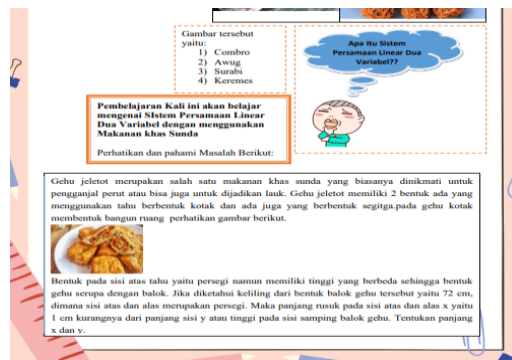 Gambar tersebut
yaitu:
1) Combro
2) Awug
3) Surabi
4) Keremes
Apa Itu Sistem
Persamaan Linear Dua
Variabel??
Pembelajaran Kali ini akan belajar
mengenai SIstem Persamaan Linear
Dua Variabel dengan menggunakan
Makanan khas Sunda
Perhatikan dan pahami Masalah Berikut:
Gehu jeletot merupakan salah satu makanan khas sunda yang biasanya dinikmati untuk
pengganjal perut atau bisa juga untuk dijadikan lauk. Gehu jeletot memiliki 2 bentuk ada yang
menggunakan tahu berbentuk kotak dan ada juga yang berbentuk segitga.pada gehu kotak
membentuk bangun ruang perhatikan gambar berikut.
Bentuk pada sisi atas tahu yaitu persegi namun memiliki tinggi yang berbeda sehingga bentuk
gehu serupa dengan balok. Jika diketahui keliling dari bentuk balok gehu tersebut yaitu 72 cm,
dimana sisi atas dan alas merupakan persegi. Maka panjang rusuk pada sisi atas dan alas x yaitu
1 cm kurangnya dari panjang sisi y atau tinggi pada sisi samping balok gehu. Tentukan panjang
x dan y.